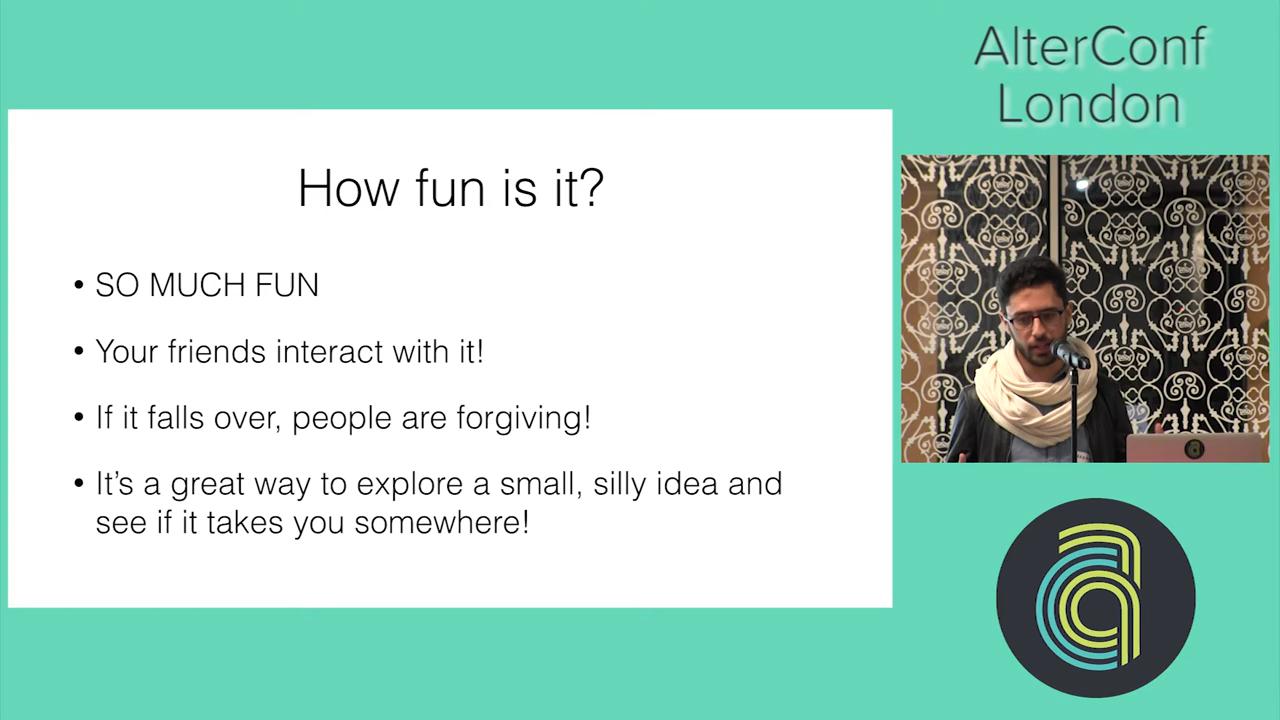 AlterConf
London
How fun is it?
• SO MUCH FUN
• Your friends interact with it!
• If it falls over, people are forgiving!
• It’s a great way to explore a small, silly idea and
see if it takes you somewhere!